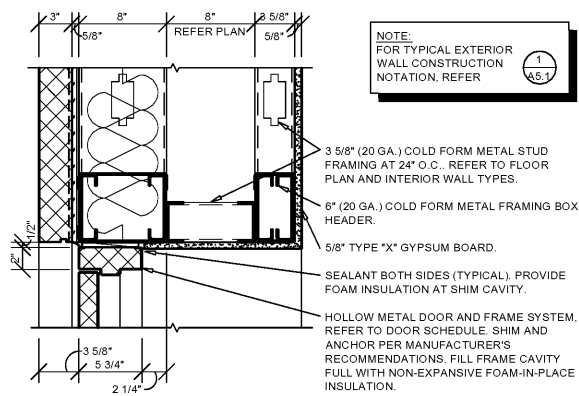 3" 8" 8" 3 5/8"
5/8" REFER PLAN 5/8"
NOTE:
FOR TYPICAL EXTERIOR
WALL CONSTRUCTION
NOTATION, REFER
1
A5.1
3 5/8" (20 GA.) COLD FORM METAL STUD
FRAMING AT 24" O.C.. REFER TO FLOOR
PLAN AND INTERIOR WALL TYPES.
6" (20 GA.) COLD FORM METAL FRAMING BOX
HEADER.
5/8" TYPE "X" GYPSUM BOARD.
1/2"
2"
SEALANT BOTH SIDES (TYPICAL). PROVIDE
FOAM INSULATION AT SHIM CAVITY.
HOLLOW METAL DOOR AND FRAME SYSTEM,
REFER TO DOOR SCHEDULE. SHIM AND
ANCHOR PER MANUFACTURER'S
RECOMMENDATIONS. FILL FRAME CAVITY
FULL WITH NON-EXPANSIVE FOAM-IN-PLACE
INSULATION.
3 5/8"
5 3/4"
2 1/4"